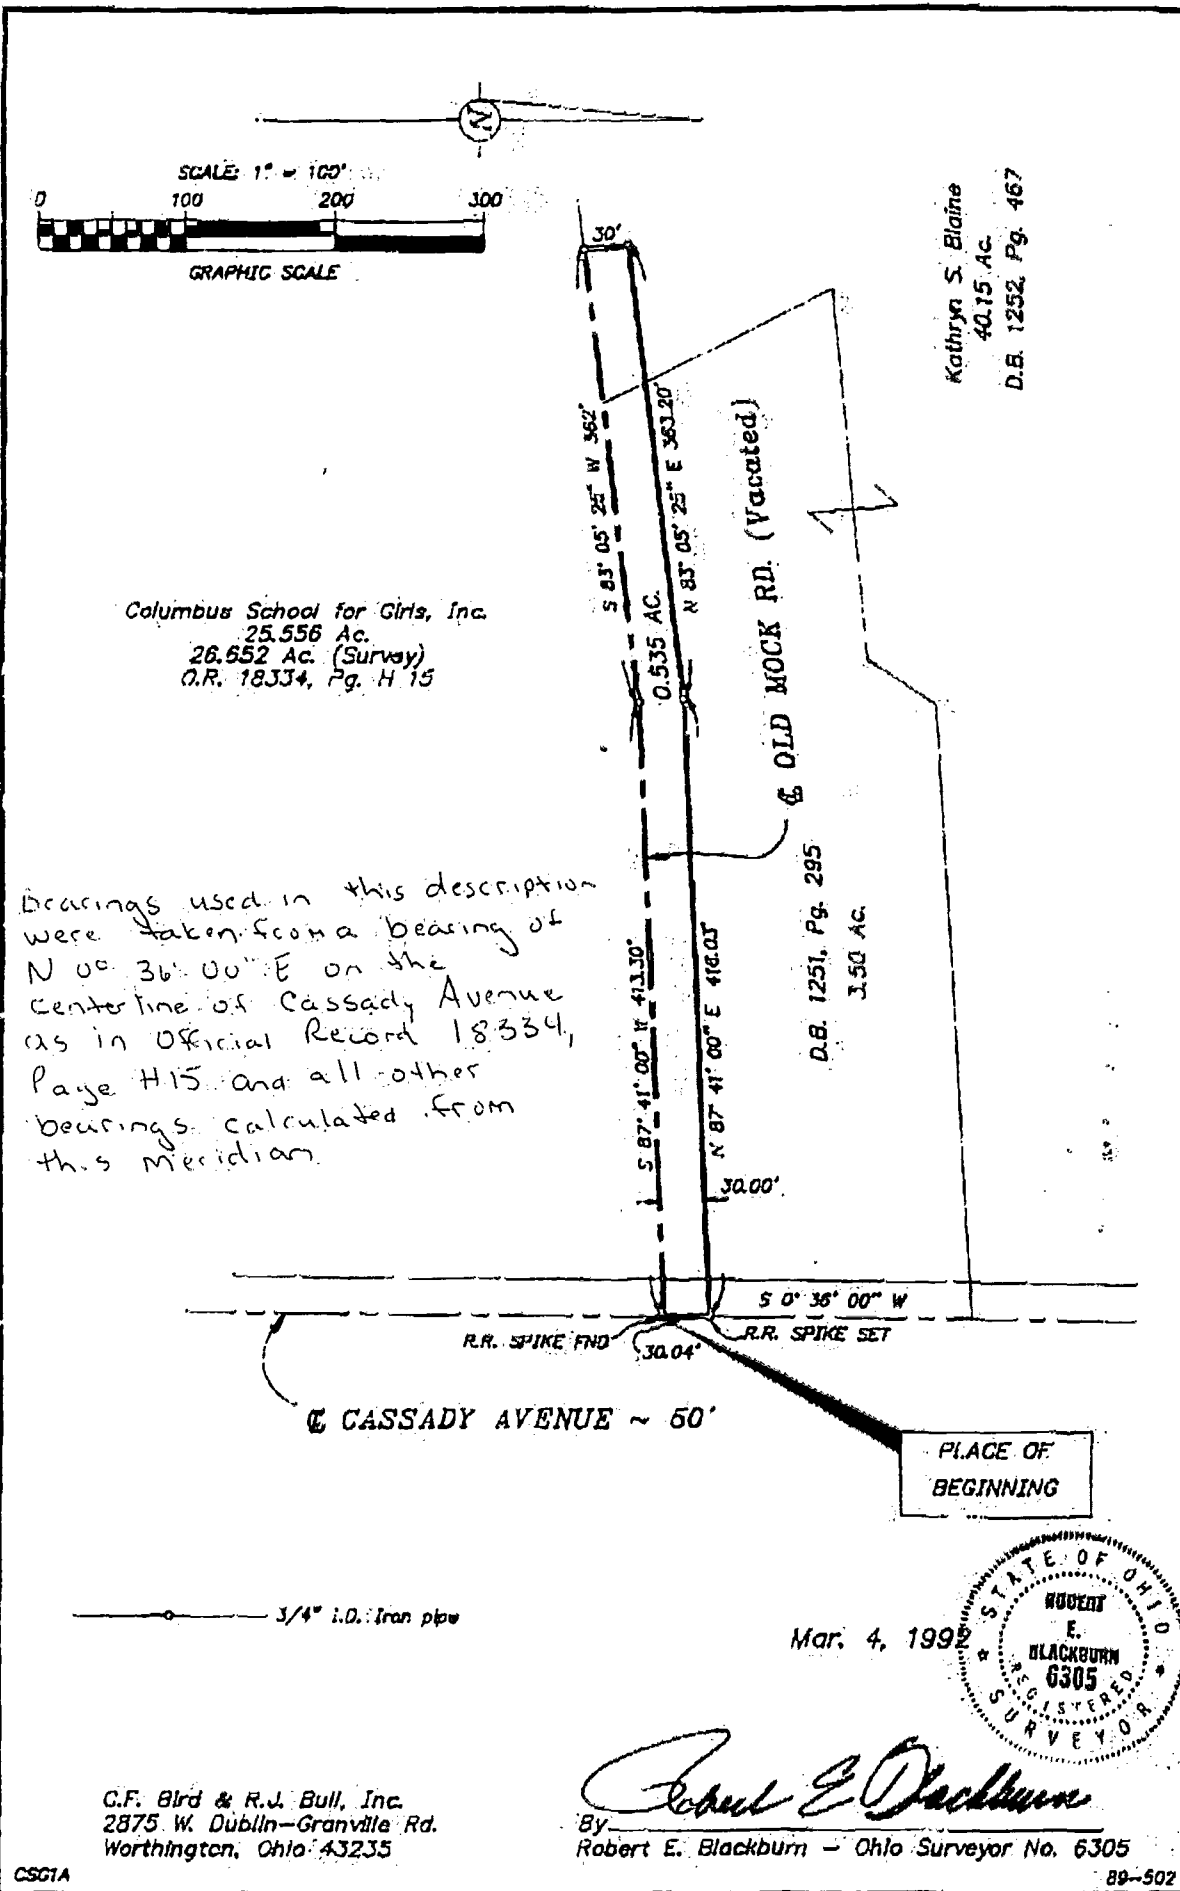 N
SCALE: 1" = 100'
0 100 200 300
GRAPHIC SCALE
30'
Kathryn S. Blaine
40.15 Ac.
D.B. 1252, Pg. 467
S 83° 05' 25" W 362'
N 83° 05' 25" E 363.20'
0.535 AC.
℄ OLD MOCK RD. (Vacated)
Columbus School for Girls, Inc.
25.556 Ac.
26.652 Ac. (Survey)
O.R. 18334, Pg. H 15
D.B. 1251, Pg. 295
3.50 Ac.
Bearings used in this description
were taken from a bearing of
N 0° 36' 00" E on the
centerline of Cassady Avenue
as in Official Record 18334,
Page H15 and all other
bearings calculated from
this Meridian.
S 87° 41' 00" W 413.30'
N 87° 41' 00" E 418.03'
30.00'
S 0° 36' 00" W
R.R. SPIKE FND
R.R. SPIKE SET
30.04'
℄ CASSADY AVENUE ~ 60'
PLACE OF
BEGINNING
3/4" I.D. Iron pipe
Mar. 4, 1992
STATE OF OHIO
ROBERT
E.
BLACKBURN
6305
REGISTERED
SURVEYOR
Robert E Blackburn
C.F. Bird & R.J. Bull, Inc.
2875 W. Dublin-Granville Rd.
Worthington, Ohio 43235
By
Robert E. Blackburn - Ohio Surveyor No. 6305
CSG1A
89-502